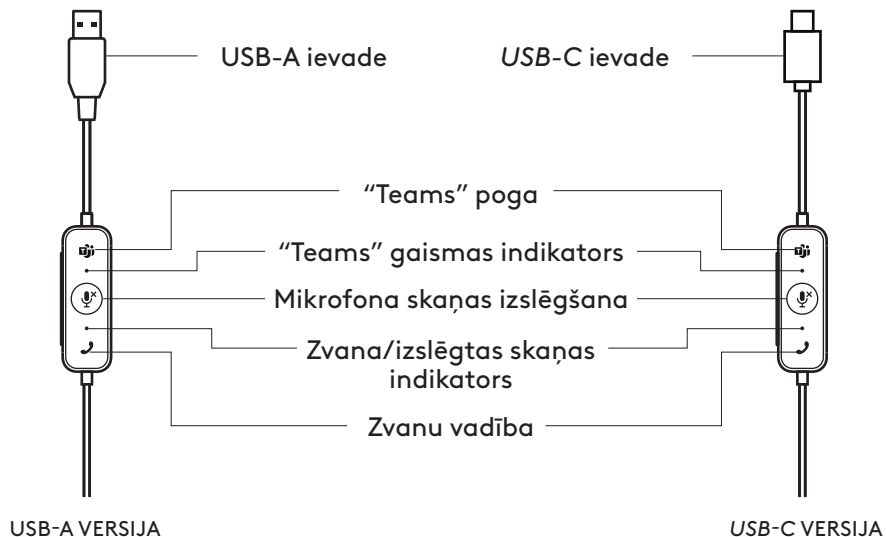 USB-A ievade
USB-C ievade
“Teams” poga
“Teams” gaismas indikators
Mikrofona skaņas izslēgšana
Zvana/izslēgtas skaņas
indikators
Zvanu vadība
USB-A VERSIJA
USB-C VERSIJA